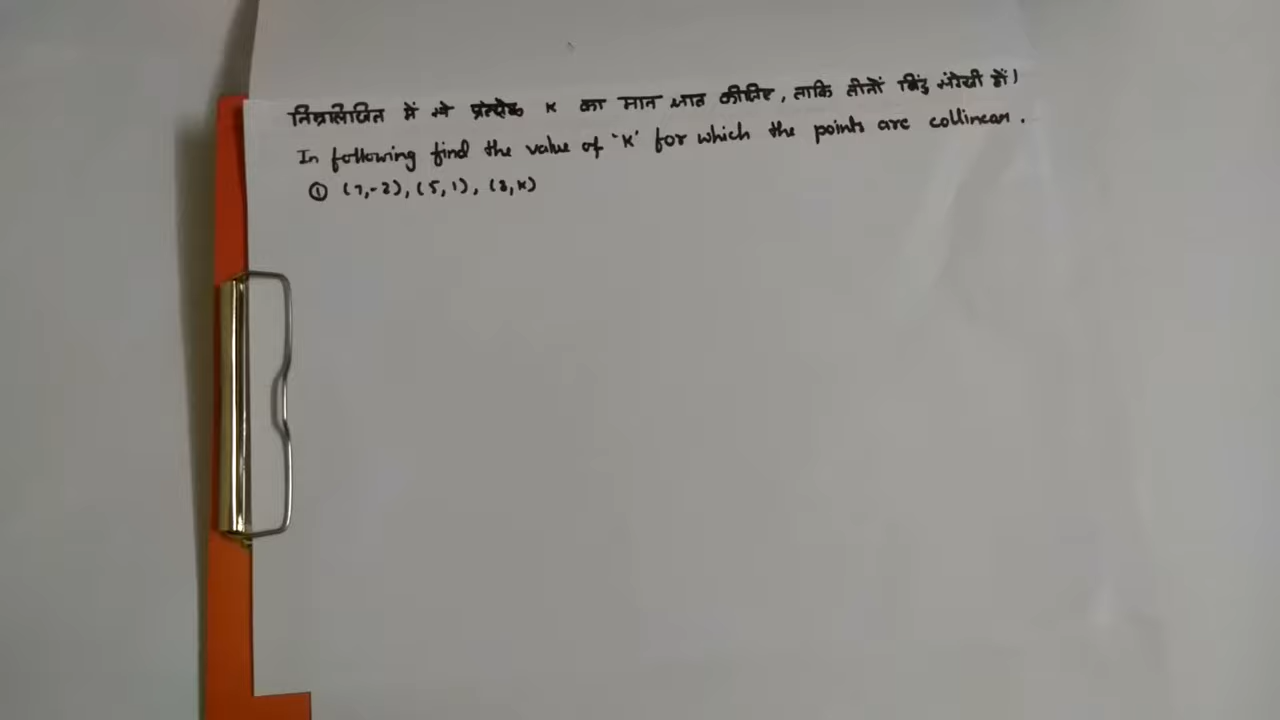 निम्नलिखित में से प्रत्येक K का मान ज्ञात कीजिए, ताकि तीनों बिंदु संरेखी हों।
In following find the value of 'K' for which the points are collinear.
① (7,-2), (5,1), (3,K)